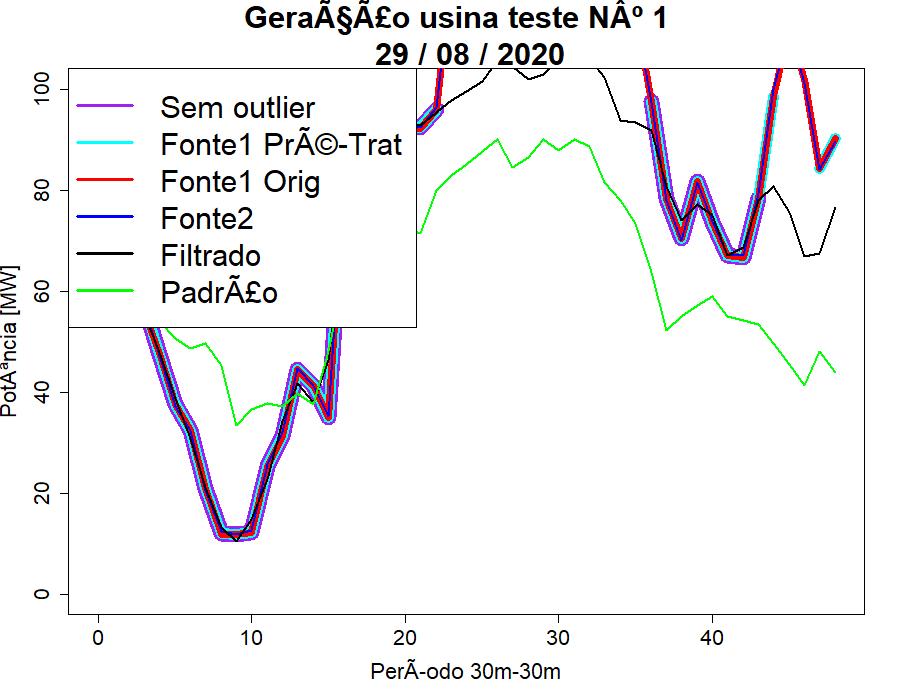 GeraÃ§Ã£o usina teste NÂº 1
29 / 08 / 2020
Sem outlier
Fonte1 PrÃ©-Trat
Fonte1 Orig
Fonte2
Filtrado
PadrÃ£o
PotÃªncia [MW]
100
80
60
40
20
0
0 10 20 30 40
PerÃ-odo 30m-30m